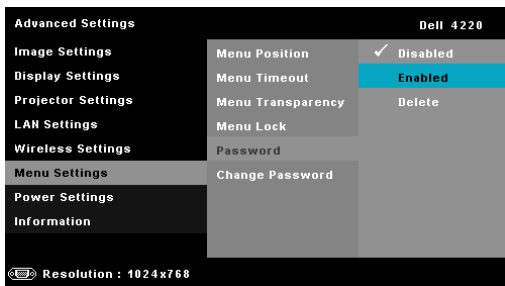 Advanced Settings Dell 4220
Image Settings Menu Position ✓ Disabled
Display Settings Menu Timeout Enabled
Projector Settings Menu Transparency Delete
LAN Settings Menu Lock
Wireless Settings Password
Menu Settings Change Password
Power Settings
Information
Resolution : 1024x768